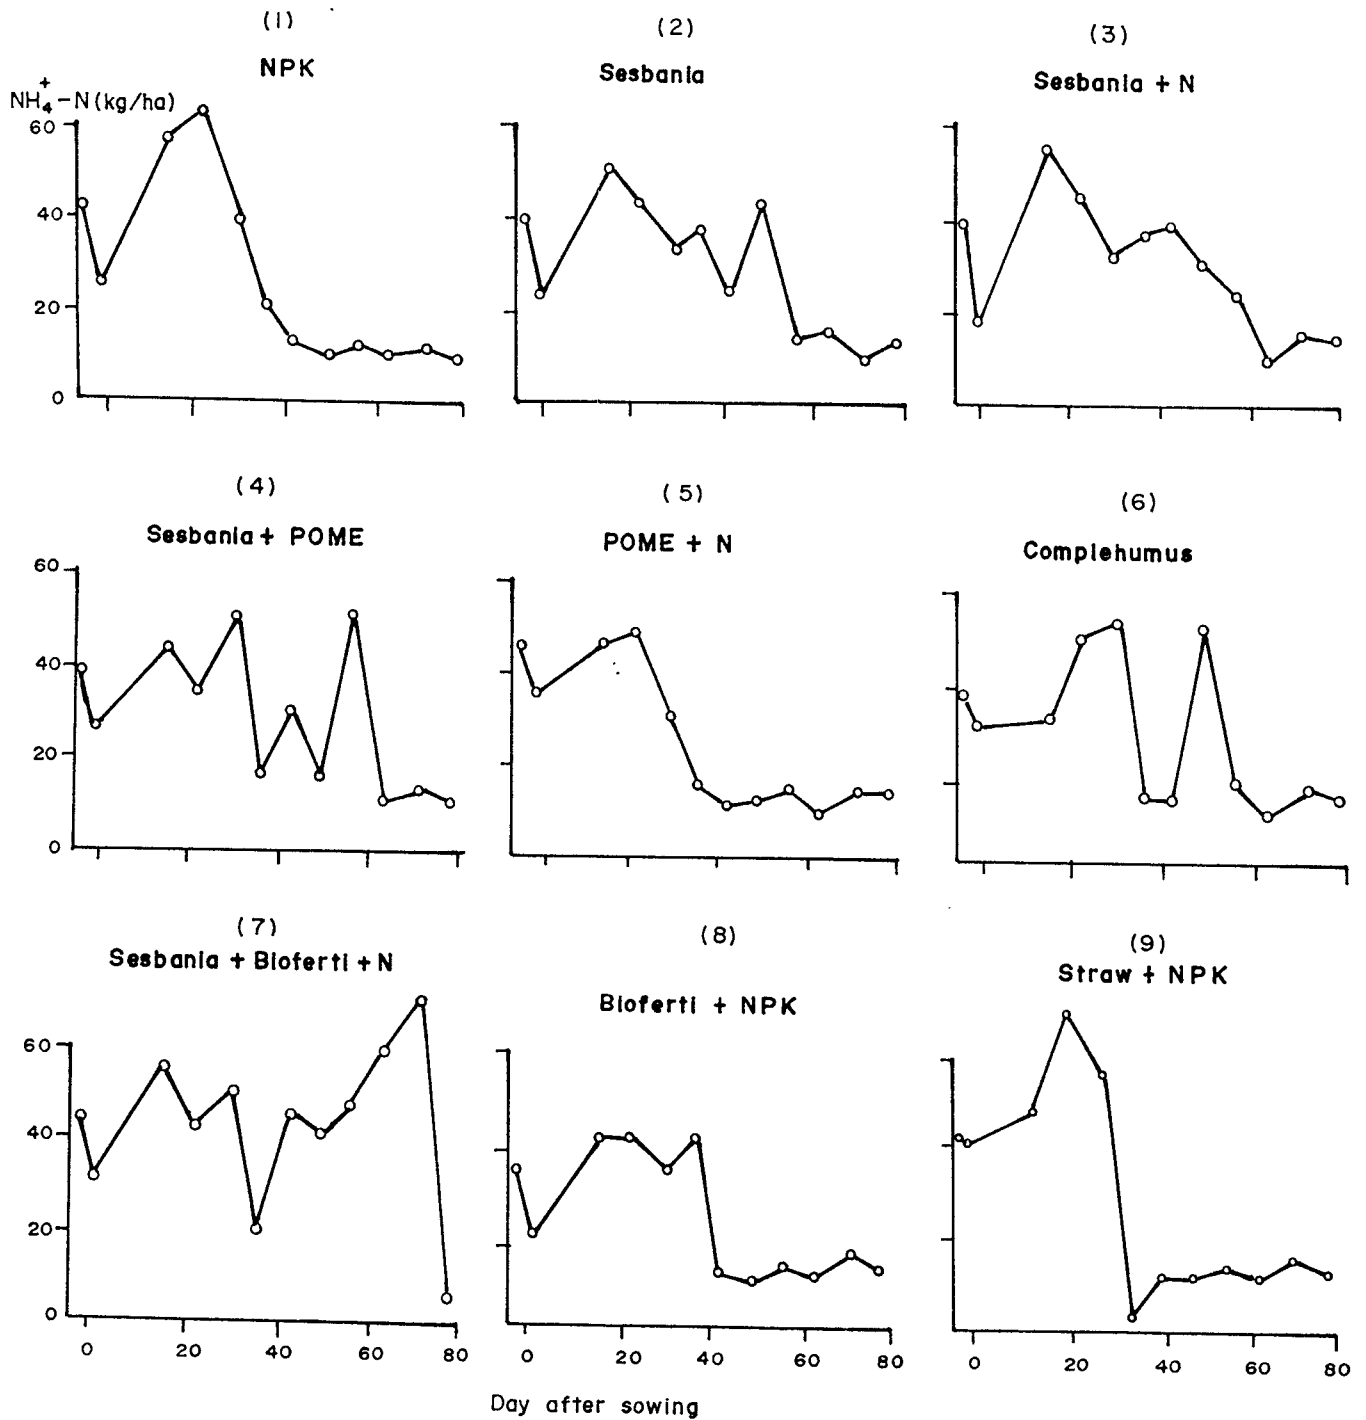 (1)
NPK
NH₄⁺-N (kg/ha)
60
40
20
0
(2)
Sesbania
(3)
Sesbania + N
(4)
Sesbania + POME
60
40
20
0
(5)
POME + N
(6)
Complehumus
(7)
Sesbania + Bioferti + N
60
40
20
0
0 20 40 60 80
(8)
Bioferti + NPK
0 20 40 60 80
(9)
Straw + NPK
0 20 40 60 80
Day after sowing